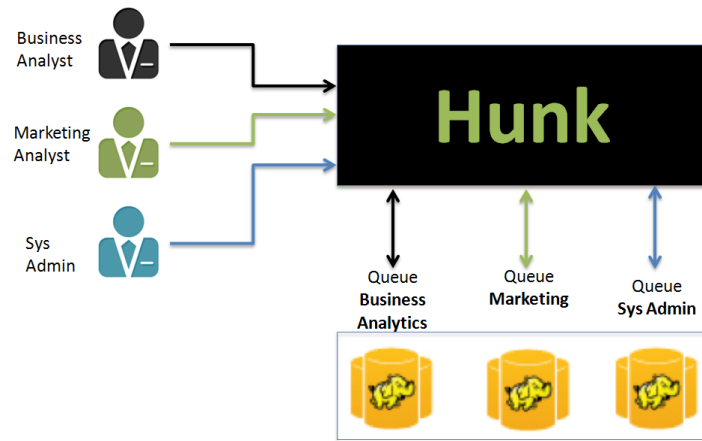 Business
Analyst
Marketing
Analyst
Sys
Admin
Hunk
Queue
Business
Analytics
Queue
Marketing
Queue
Sys Admin